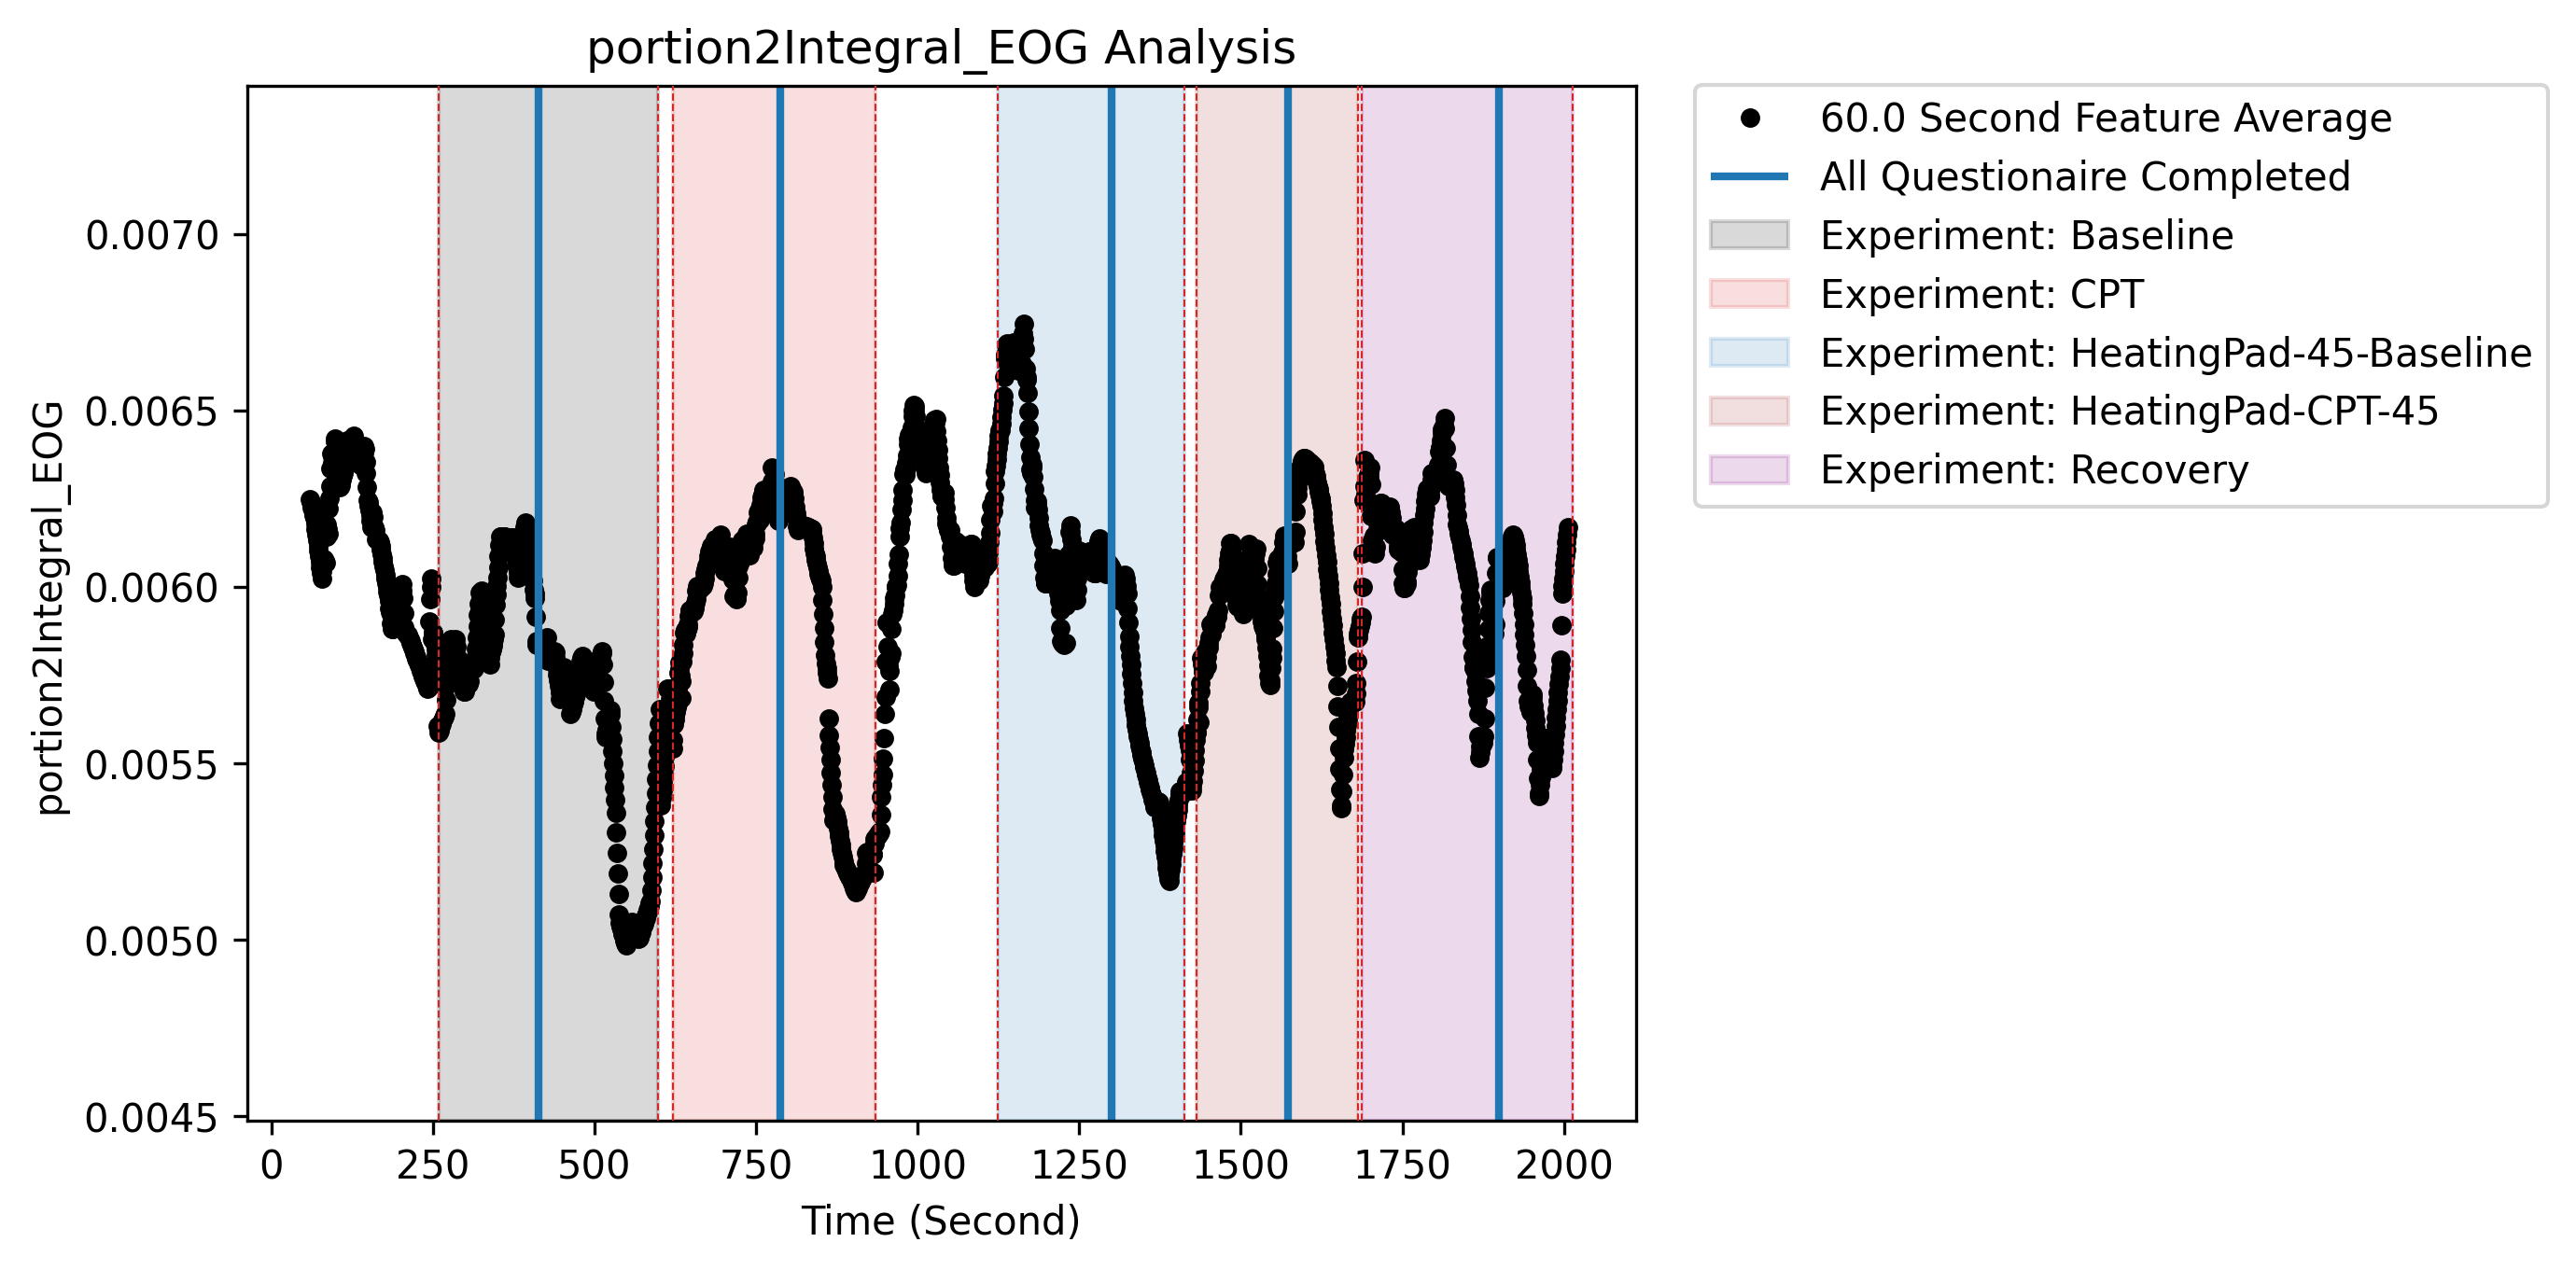 portion2Integral_EOG Analysis
60.0 Second Feature Average
All Questionaire Completed
Experiment: Baseline
Experiment: CPT
Experiment: HeatingPad-45-Baseline
Experiment: HeatingPad-CPT-45
Experiment: Recovery
portion2Integral_EOG
0.0070
0.0065
0.0060
0.0055
0.0050
0.0045
0 250 500 750 1000 1250 1500 1750 2000
Time (Second)